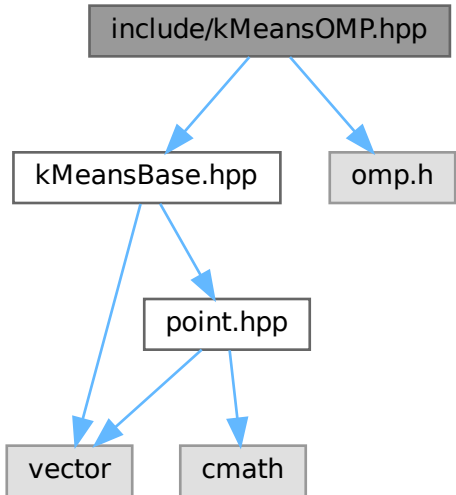 include/kMeansOMP.hpp
kMeansBase.hpp
omp.h
point.hpp
vector
cmath